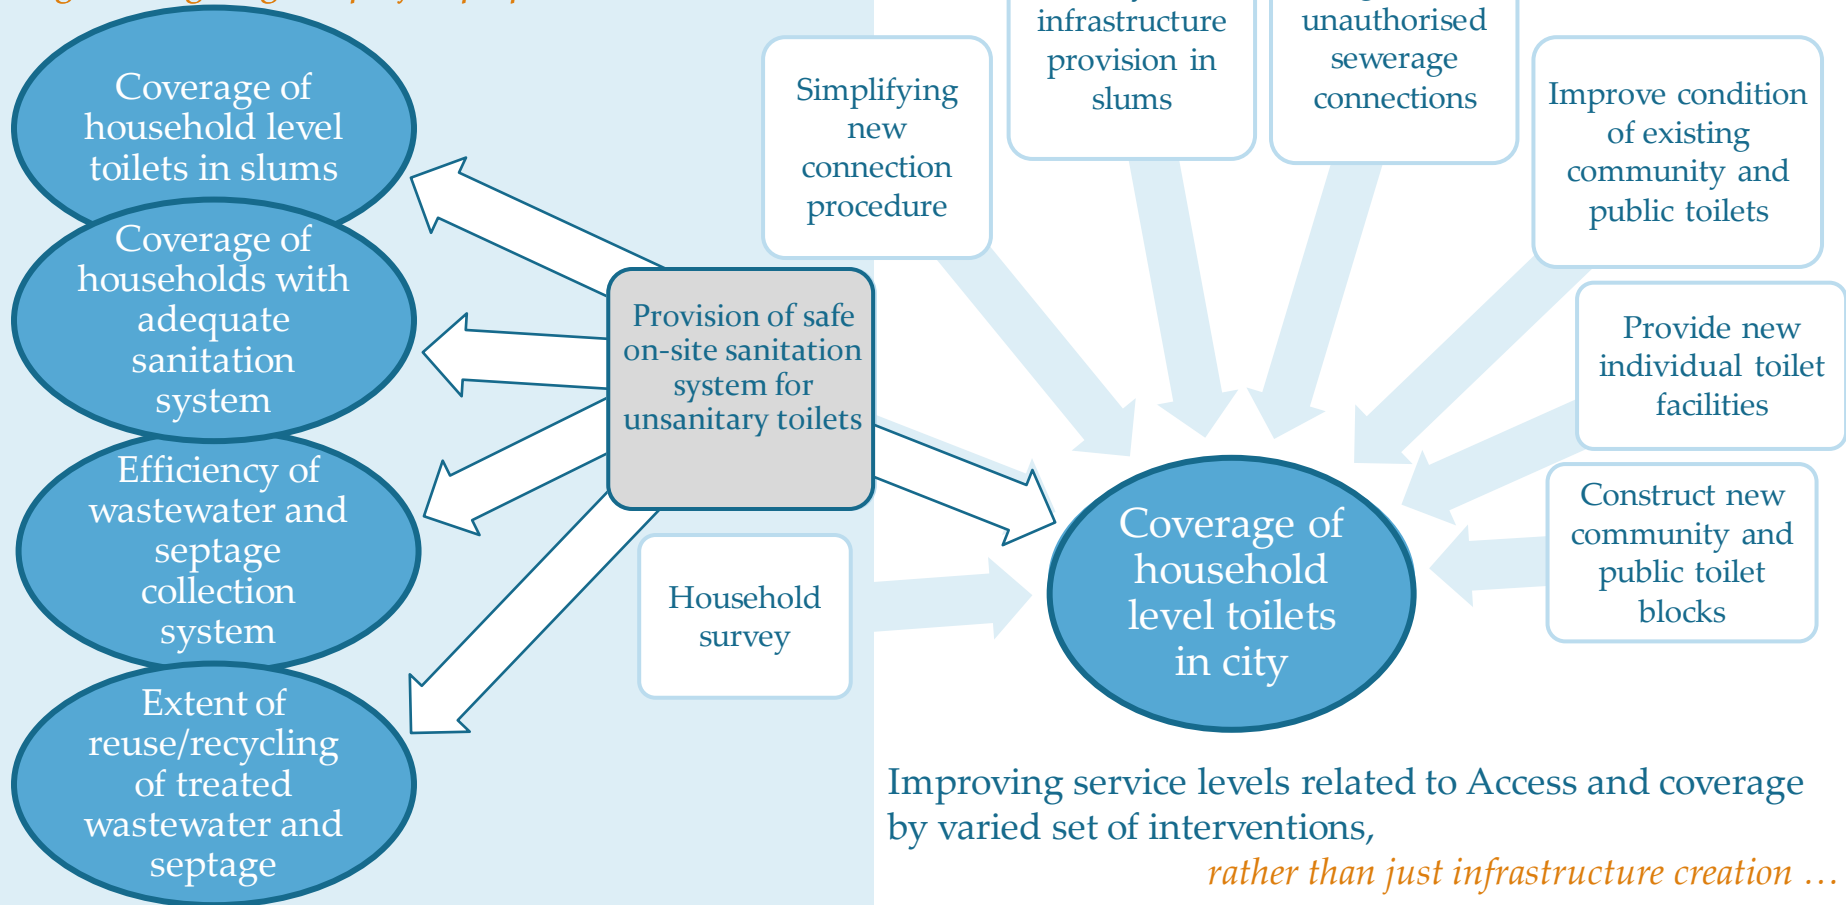 Coverage of
household level
toilets in slums
Coverage of
households with
adequate
sanitation
system
Efficiency of
wastewater and
septage
collection
system
Extent of
reuse/recycling
of treated
wastewater and
septage
Provision of safe
on-site sanitation
system for
unsanitary toilets
Household
survey
Simplifying
new
connection
procedure
infrastructure
provision in
slums
unauthorised
sewerage
connections
Improve condition
of existing
community and
public toilets
Provide new
individual toilet
facilities
Construct new
community and
public toilet
blocks
Coverage of
household
level toilets
in city
Improving service levels related to Access and coverage
by varied set of interventions,
rather than just infrastructure creation …